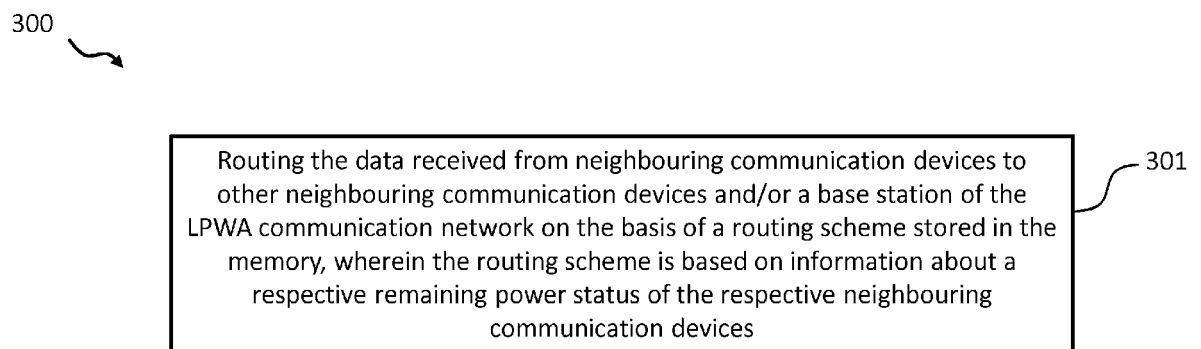 300
Routing the data received from neighbouring communication devices to
301
other neighbouring communication devices and/or a base station of the
LPWA communication network on the basis of a routing scheme stored in the
memory, wherein the routing scheme is based on information about a
respective remaining power status of the respective neighbouring
communication devices